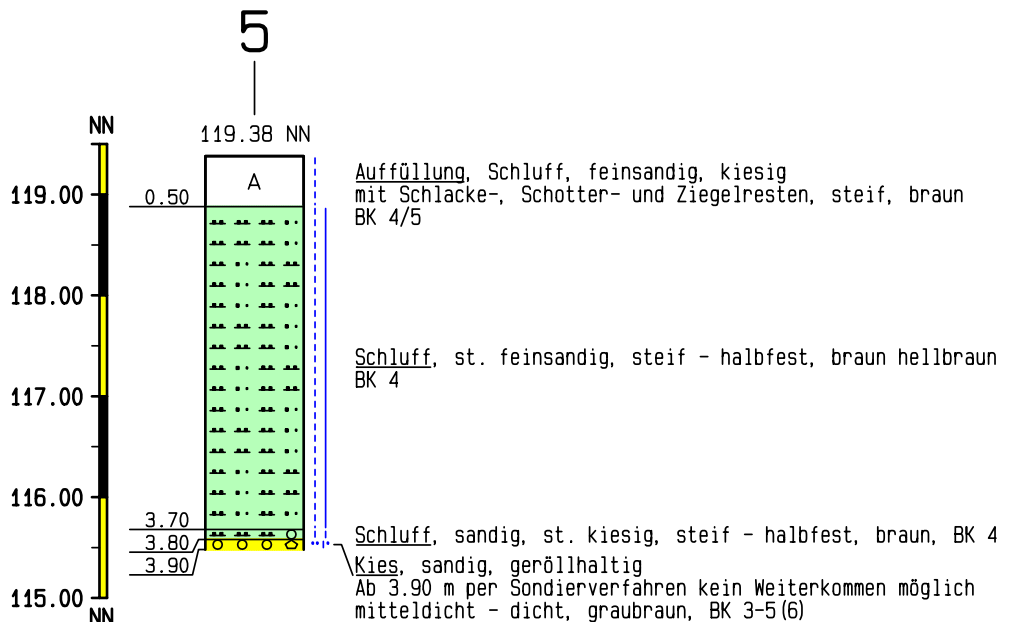 5
NN
119.38 NN
Auffüllung, Schluff, feinsandig, kiesig
mit Schlacke-, Schotter- und Ziegelresten, steif, braun
BK 4/5
A
119.00
0.50
118.00
Schluff, st. feinsandig, steif - halbfest, braun hellbraun
BK 4
117.00
116.00
3.70
Schluff, sandig, st. kiesig, steif - halbfest, braun, BK 4
3.80
3.90
Kies, sandig, geröllhaltig
Ab 3.90 m per Sondierverfahren kein Weiterkommen möglich
mitteldicht - dicht, graubraun, BK 3-5(6)
115.00
NN